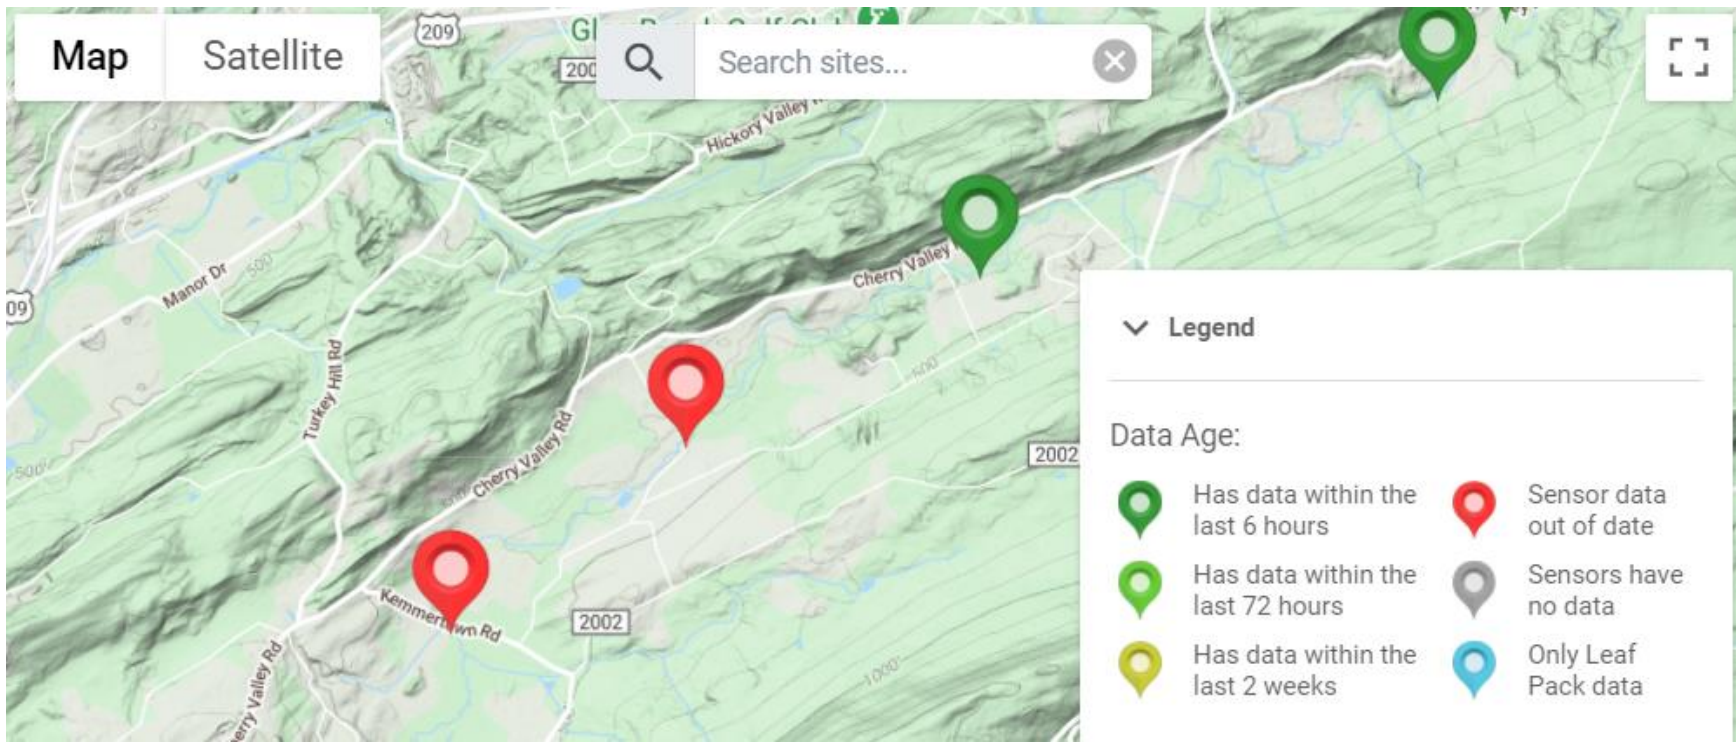 Map
Satellite
209
200
Search sites...
Hickory Valley
Manor Dr
500'
09
Cherry Valley
Turkey Hill Rd
500
Legend
Cherry Valley Rd
500'
2002
Data Age:
Has data within the
last 6 hours
Sensor data
out of date
Has data within the
last 72 hours
Sensors have
no data
Has data within the
last 2 weeks
Only Leaf
Pack data
Kemmertown Rd
2002
1000'
erry Valley Rd